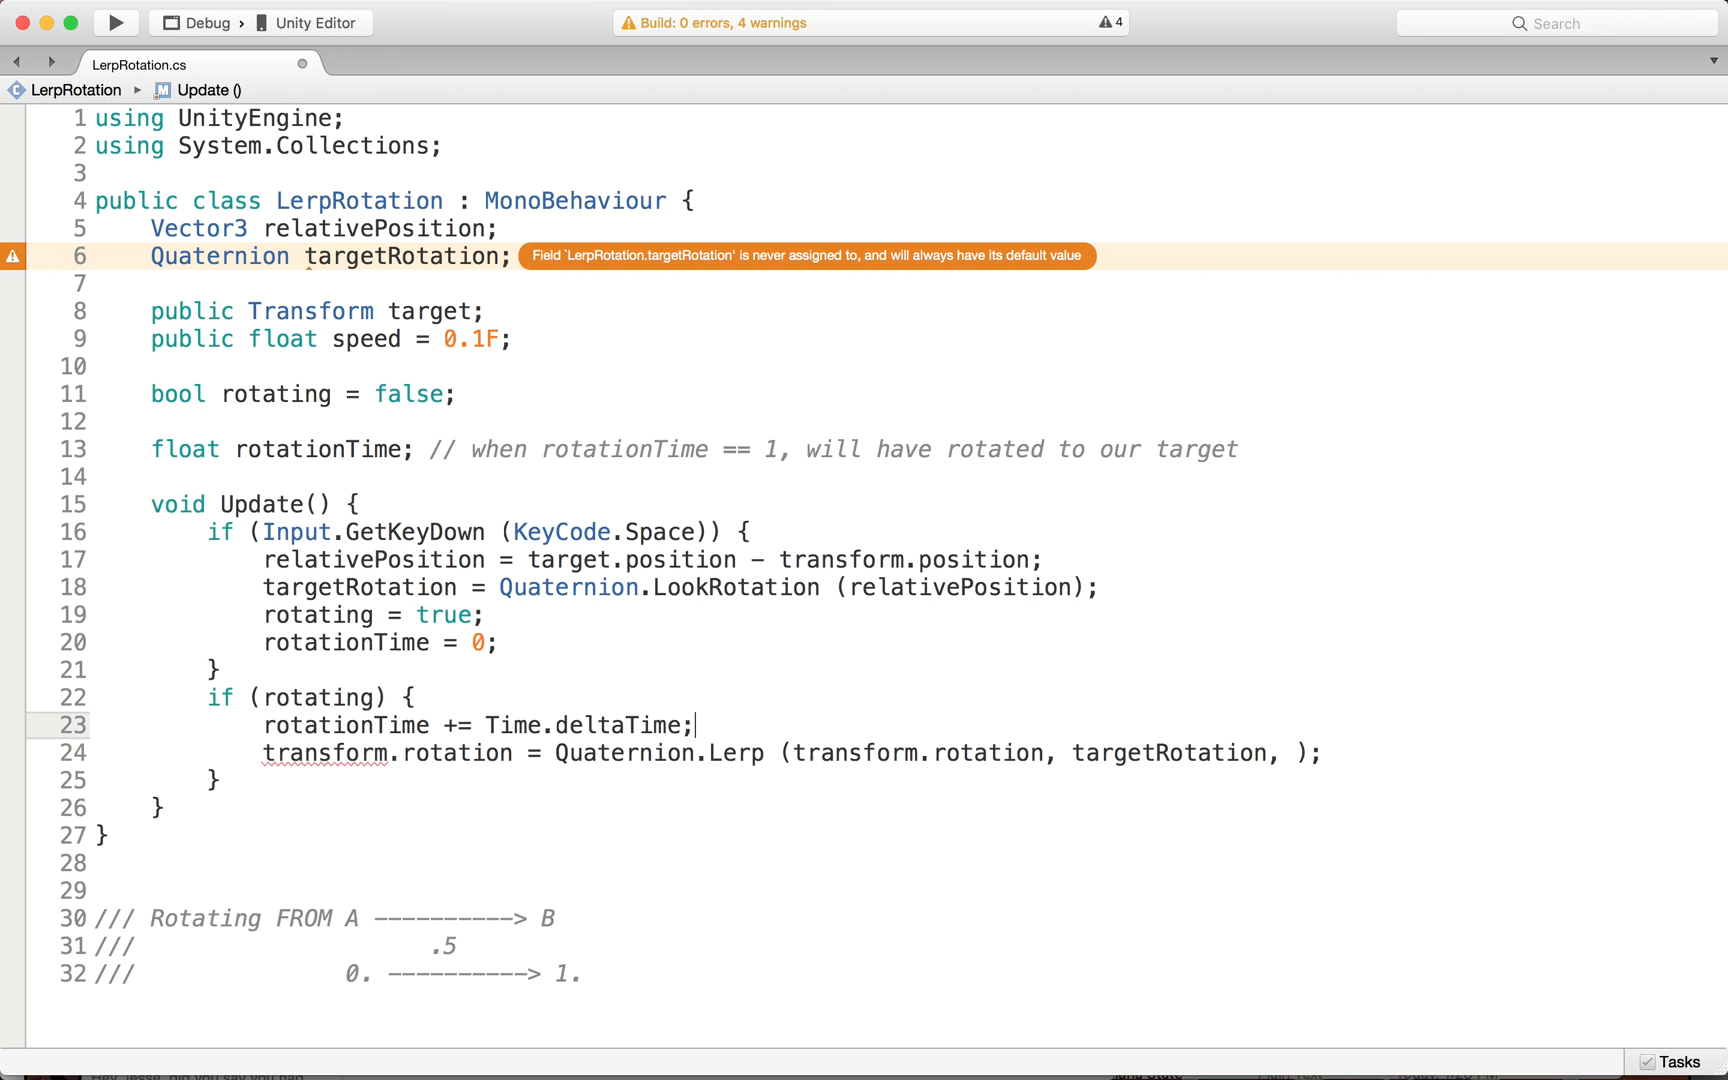 Debug › Unity Editor
Build: 0 errors, 4 warnings
4
Search
LerpRotation.cs
LerpRotation ▸ M Update ()
1 using UnityEngine;
2 using System.Collections;
3
4 public class LerpRotation : MonoBehaviour {
5 Vector3 relativePosition;
6 Quaternion targetRotation; Field `LerpRotation.targetRotation' is never assigned to, and will always have its default value
7
8 public Transform target;
9 public float speed = 0.1F;
10
11 bool rotating = false;
12
13 float rotationTime; // when rotationTime == 1, will have rotated to our target
14
15 void Update() {
16 if (Input.GetKeyDown (KeyCode.Space)) {
17 relativePosition = target.position - transform.position;
18 targetRotation = Quaternion.LookRotation (relativePosition);
19 rotating = true;
20 rotationTime = 0;
21 }
22 if (rotating) {
23 rotationTime += Time.deltaTime;
24 transform.rotation = Quaternion.Lerp (transform.rotation, targetRotation, );
25 }
26 }
27 }
28
29
30 /// Rotating FROM A ----------> B
31 /// .5
32 /// 0. ----------> 1.
Tasks